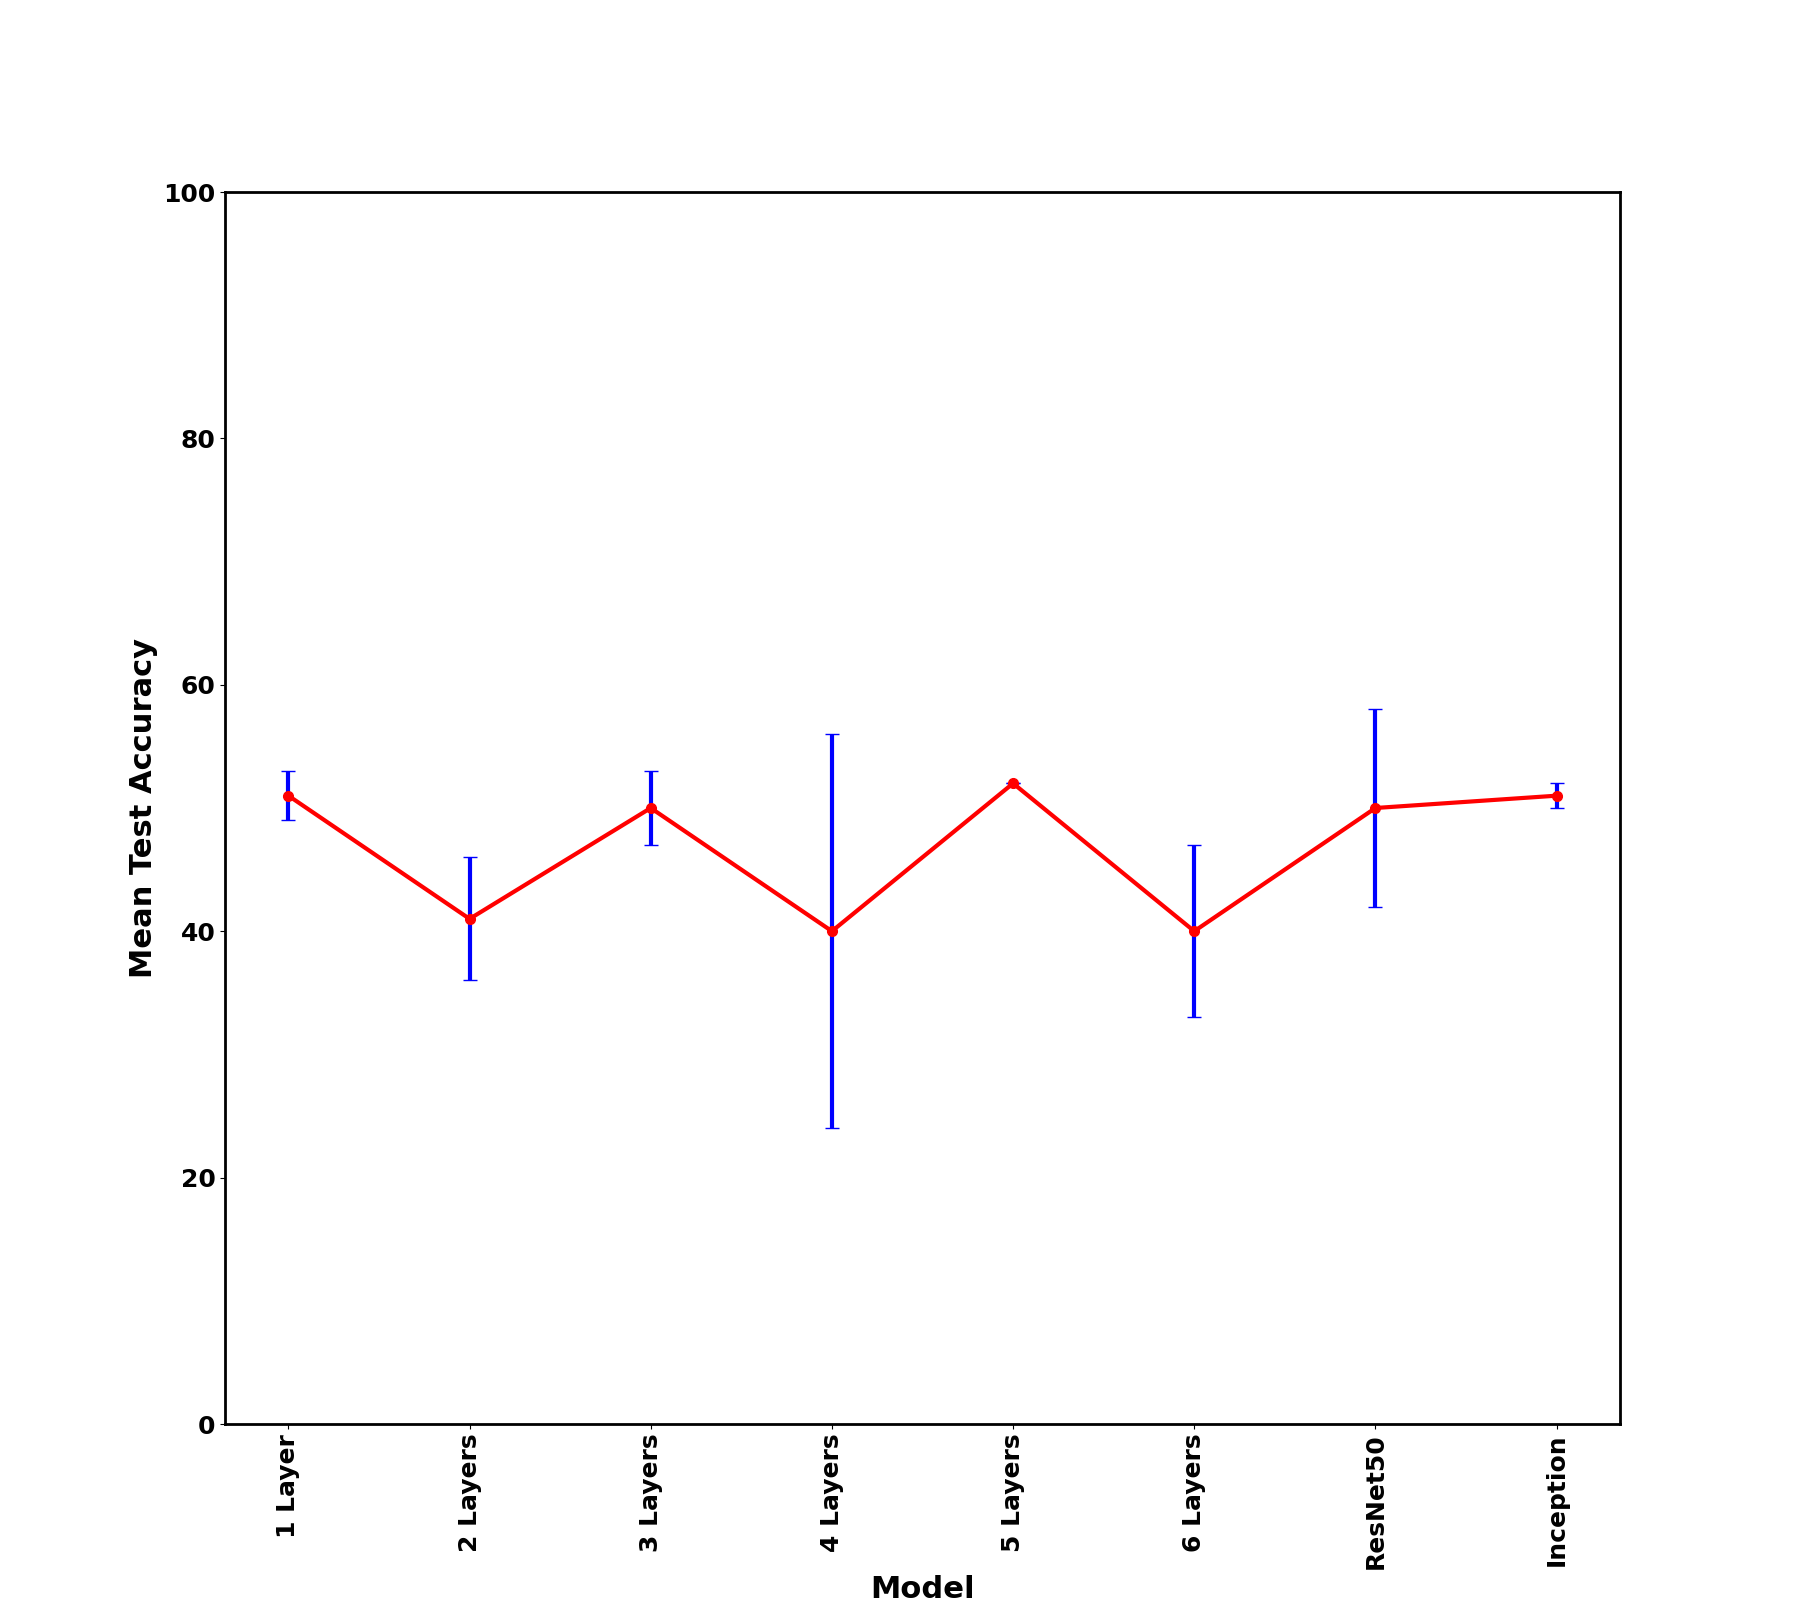 100
80
60
40
20
0
Mean Test Accuracy
1 Layer
2 Layers
3 Layers
4 Layers
5 Layers
6 Layers
ResNet50
Inception
Model